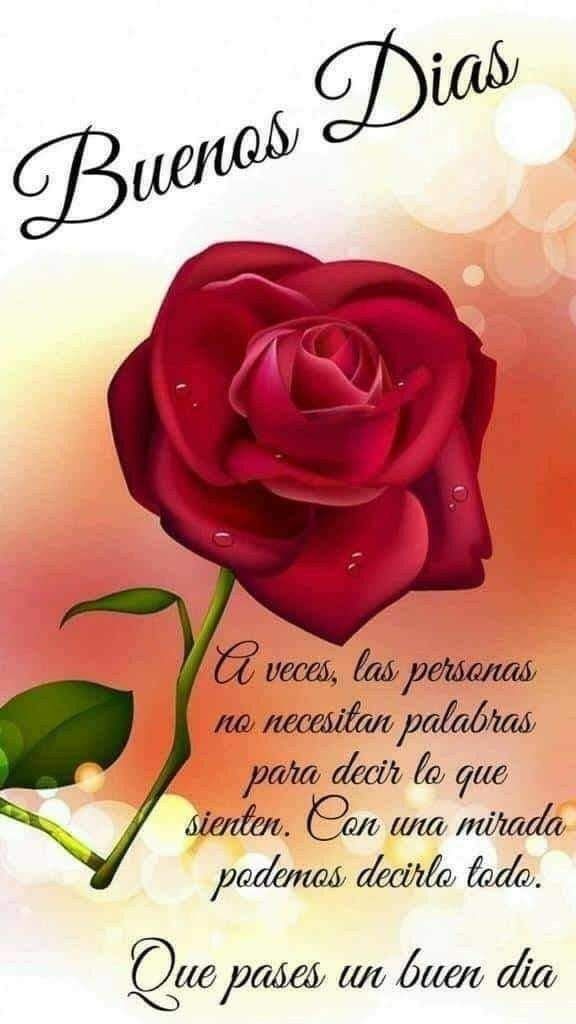 Buenos Dias
A veces, las personas
no necesitan palabras
para decir lo que
sienten. Con una mirada
podemos decirlo todo.
Que pases un buen dia